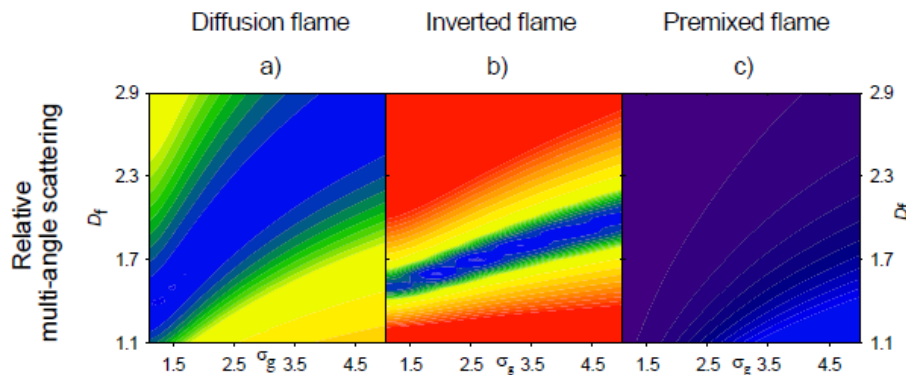 Diffusion flame Inverted flame Premixed flame
a) b) c)
Relative
multi-angle scattering
Df
2.9
2.3
1.7
1.1
2.9
2.3
1.7
1.1
Df
1.5 2.5 σg 3.5 4.5 1.5 2.5 σg 3.5 4.5 1.5 2.5 σg 3.5 4.5